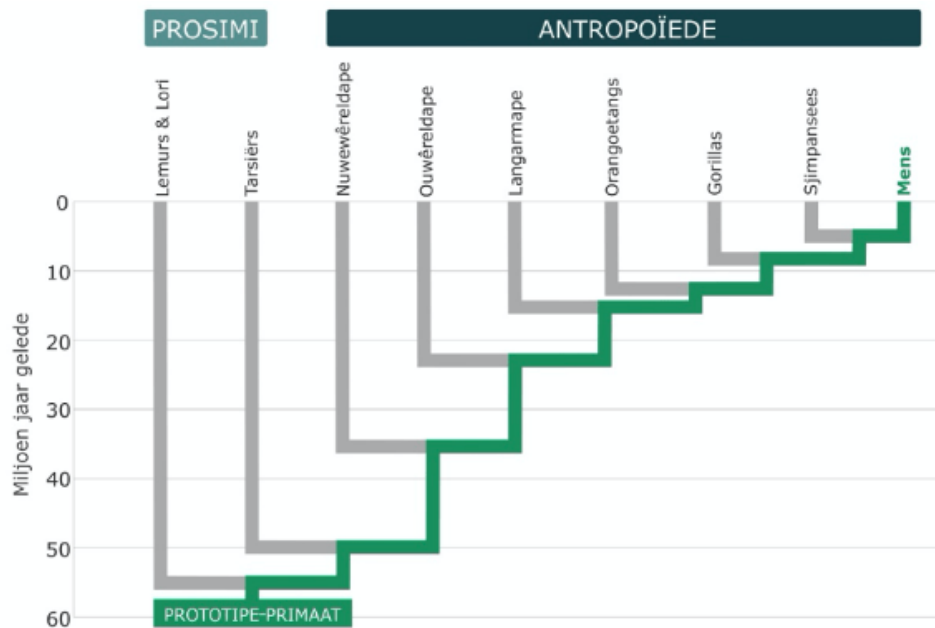 PROSIMI
ANTROPOÏEDE
Lemurs & Lori
Tarsiërs
Nuwewêreldape
Ouwêreldape
Langarmape
Orangoetangs
Gorillas
Sjimpansees
Mens
Miljoen jaar gelede
0
10
20
30
40
50
60
PROTOTIPE-PRIMAAT